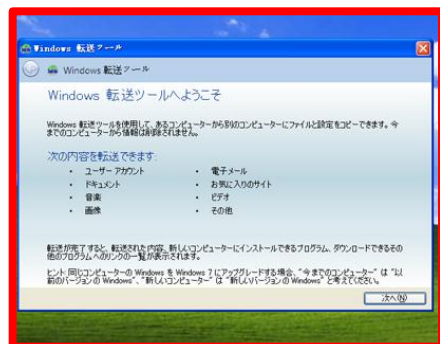 Windows 転送ツール
Windows 転送ツール
Windows 転送ツールへようこそ
Windows 転送ツールを使用して、あるコンピューターから別のコンピューターにファイルと設定をコピーできます。今
までのコンピューターから情報は削除されません。
次の内容を転送できます:
・ ユーザー アカウント ・ 電子メール
・ ドキュメント ・ お気に入りのサイト
・ 音楽 ・ ビデオ
・ 画像 ・ その他
転送が完了すると、転送された内容、新しいコンピューターにインストールできるプログラム、ダウンロードできるその
他のプログラムへのリンクの一覧が表示されます。
ヒント: 同じコンピューターの Windows を Windows 7 にアップグレードする場合、"今までのコンピューター" は "以
前のバージョンの Windows"、"新しいコンピューター" は "新しいバージョンの Windows" と考えてください。
次へ(N)